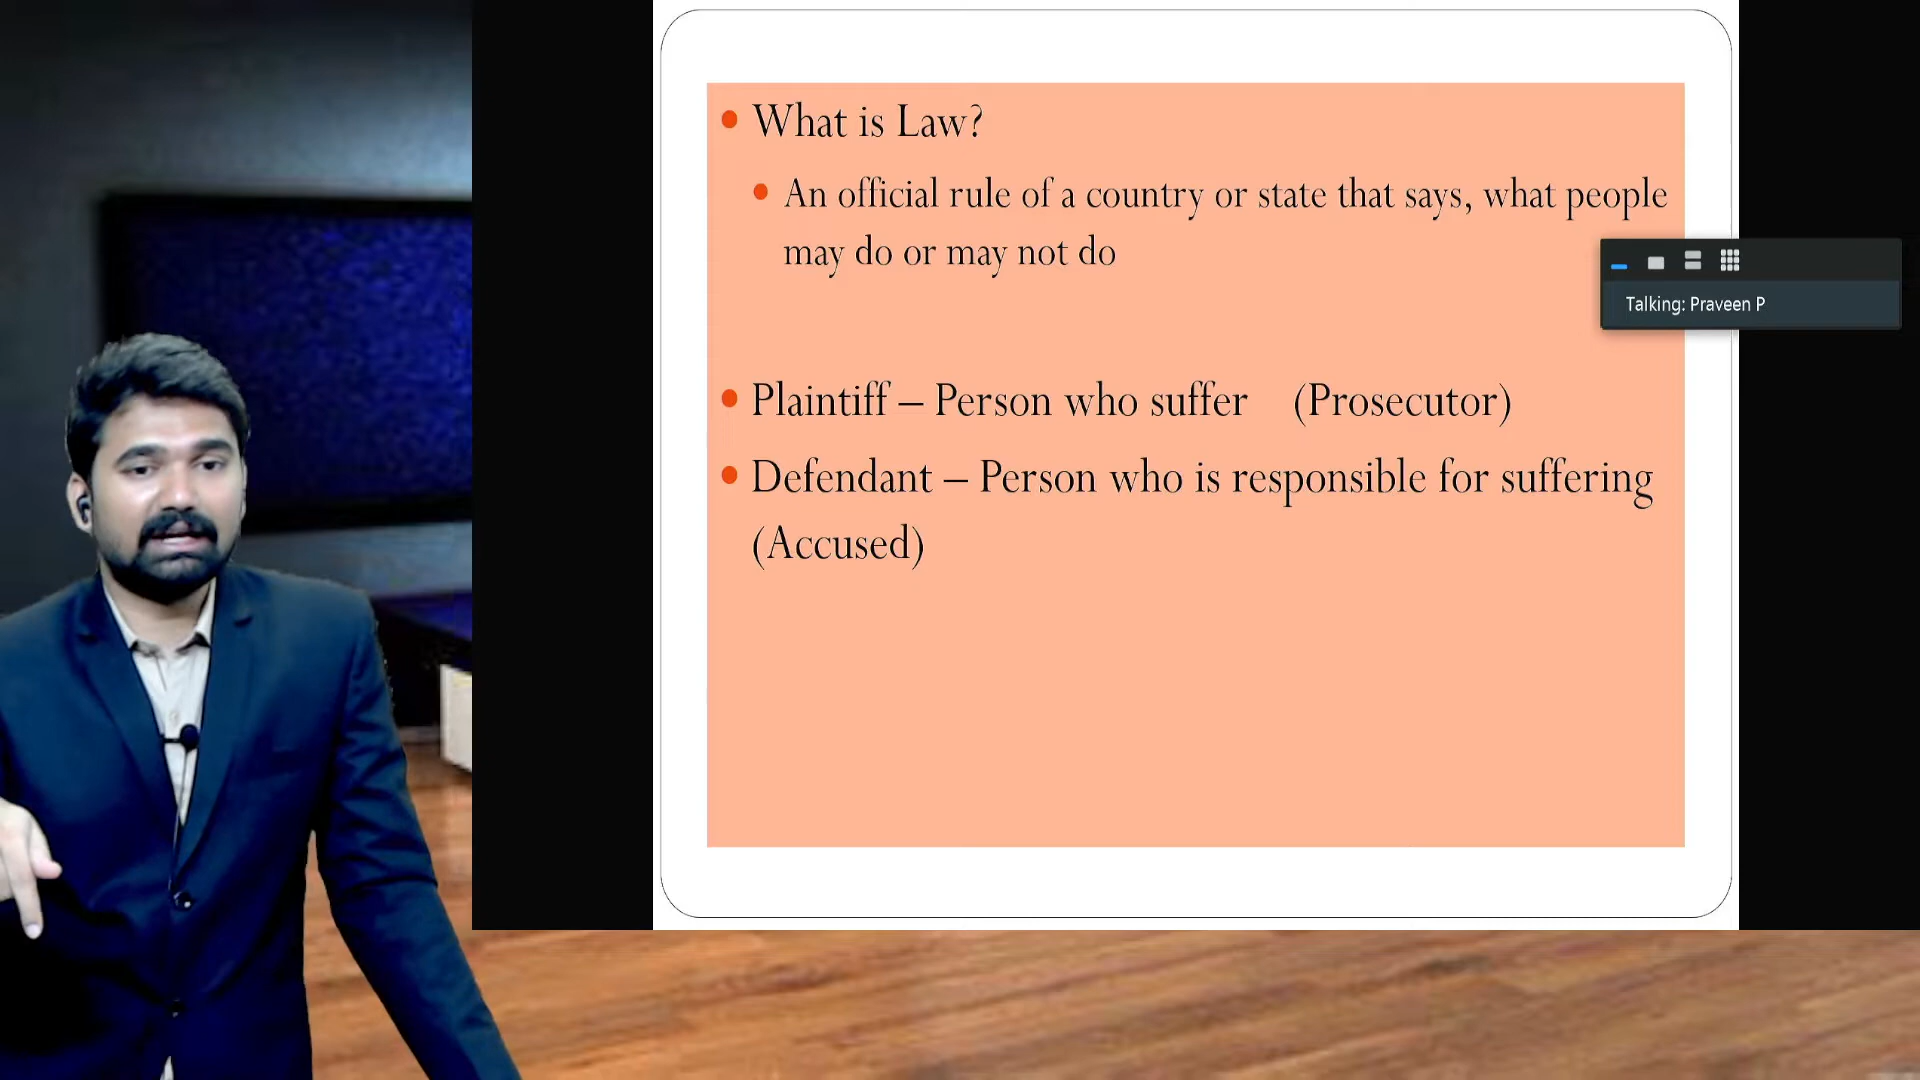 What is Law?
An official rule of a country or state that says, what people
may do or may not do
Talking: Praveen P
Plaintiff – Person who suffer (Prosecutor)
Defendant – Person who is responsible for suffering
(Accused)